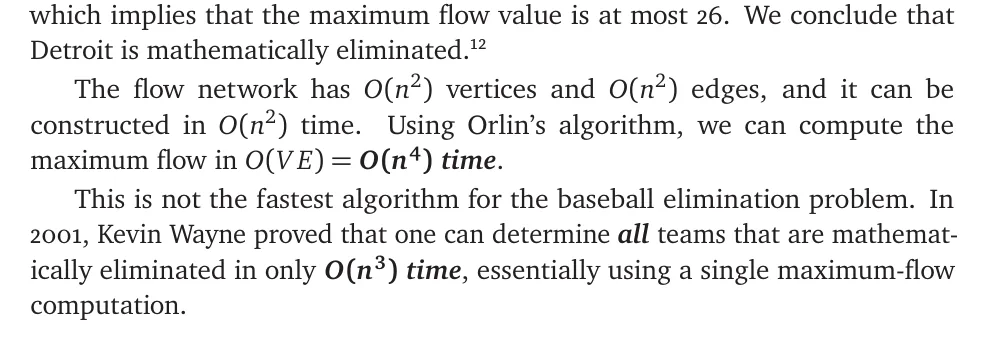 which implies that the maximum flow value is at most 26. We conclude that
Detroit is mathematically eliminated.¹²
The flow network has O(n²) vertices and O(n²) edges, and it can be
constructed in O(n²) time. Using Orlin’s algorithm, we can compute the
maximum flow in O(VE) = O(n⁴) time.
This is not the fastest algorithm for the baseball elimination problem. In
2001, Kevin Wayne proved that one can determine all teams that are mathemat-
ically eliminated in only O(n³) time, essentially using a single maximum-flow
computation.